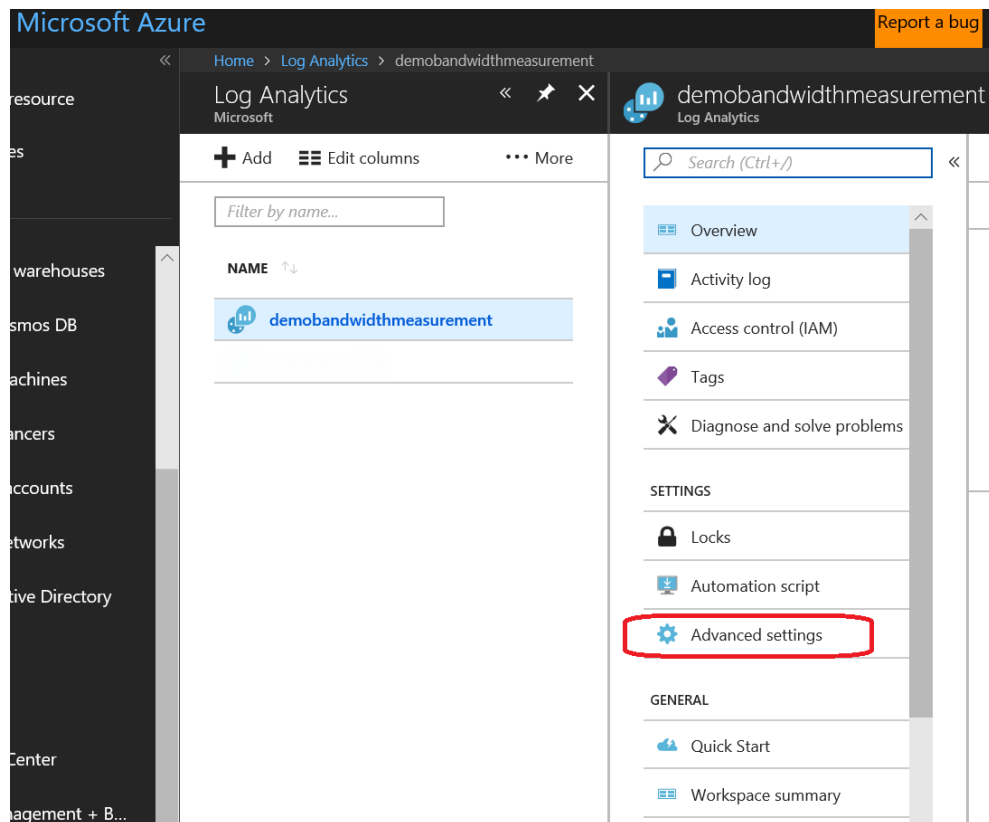 Microsoft Azure
Report a bug
resource
es
warehouses
smos DB
achines
ancers
accounts
etworks
tive Directory
Center
nagement + B...
Home > Log Analytics > demobandwidthmeasurement
Log Analytics
Microsoft
Add Edit columns ••• More
Filter by name...
NAME
demobandwidthmeasurement
demobandwidthmeasurement
Log Analytics
Search (Ctrl+/)
Overview
Activity log
Access control (IAM)
Tags
Diagnose and solve problems
SETTINGS
Locks
Automation script
Advanced settings
GENERAL
Quick Start
Workspace summary